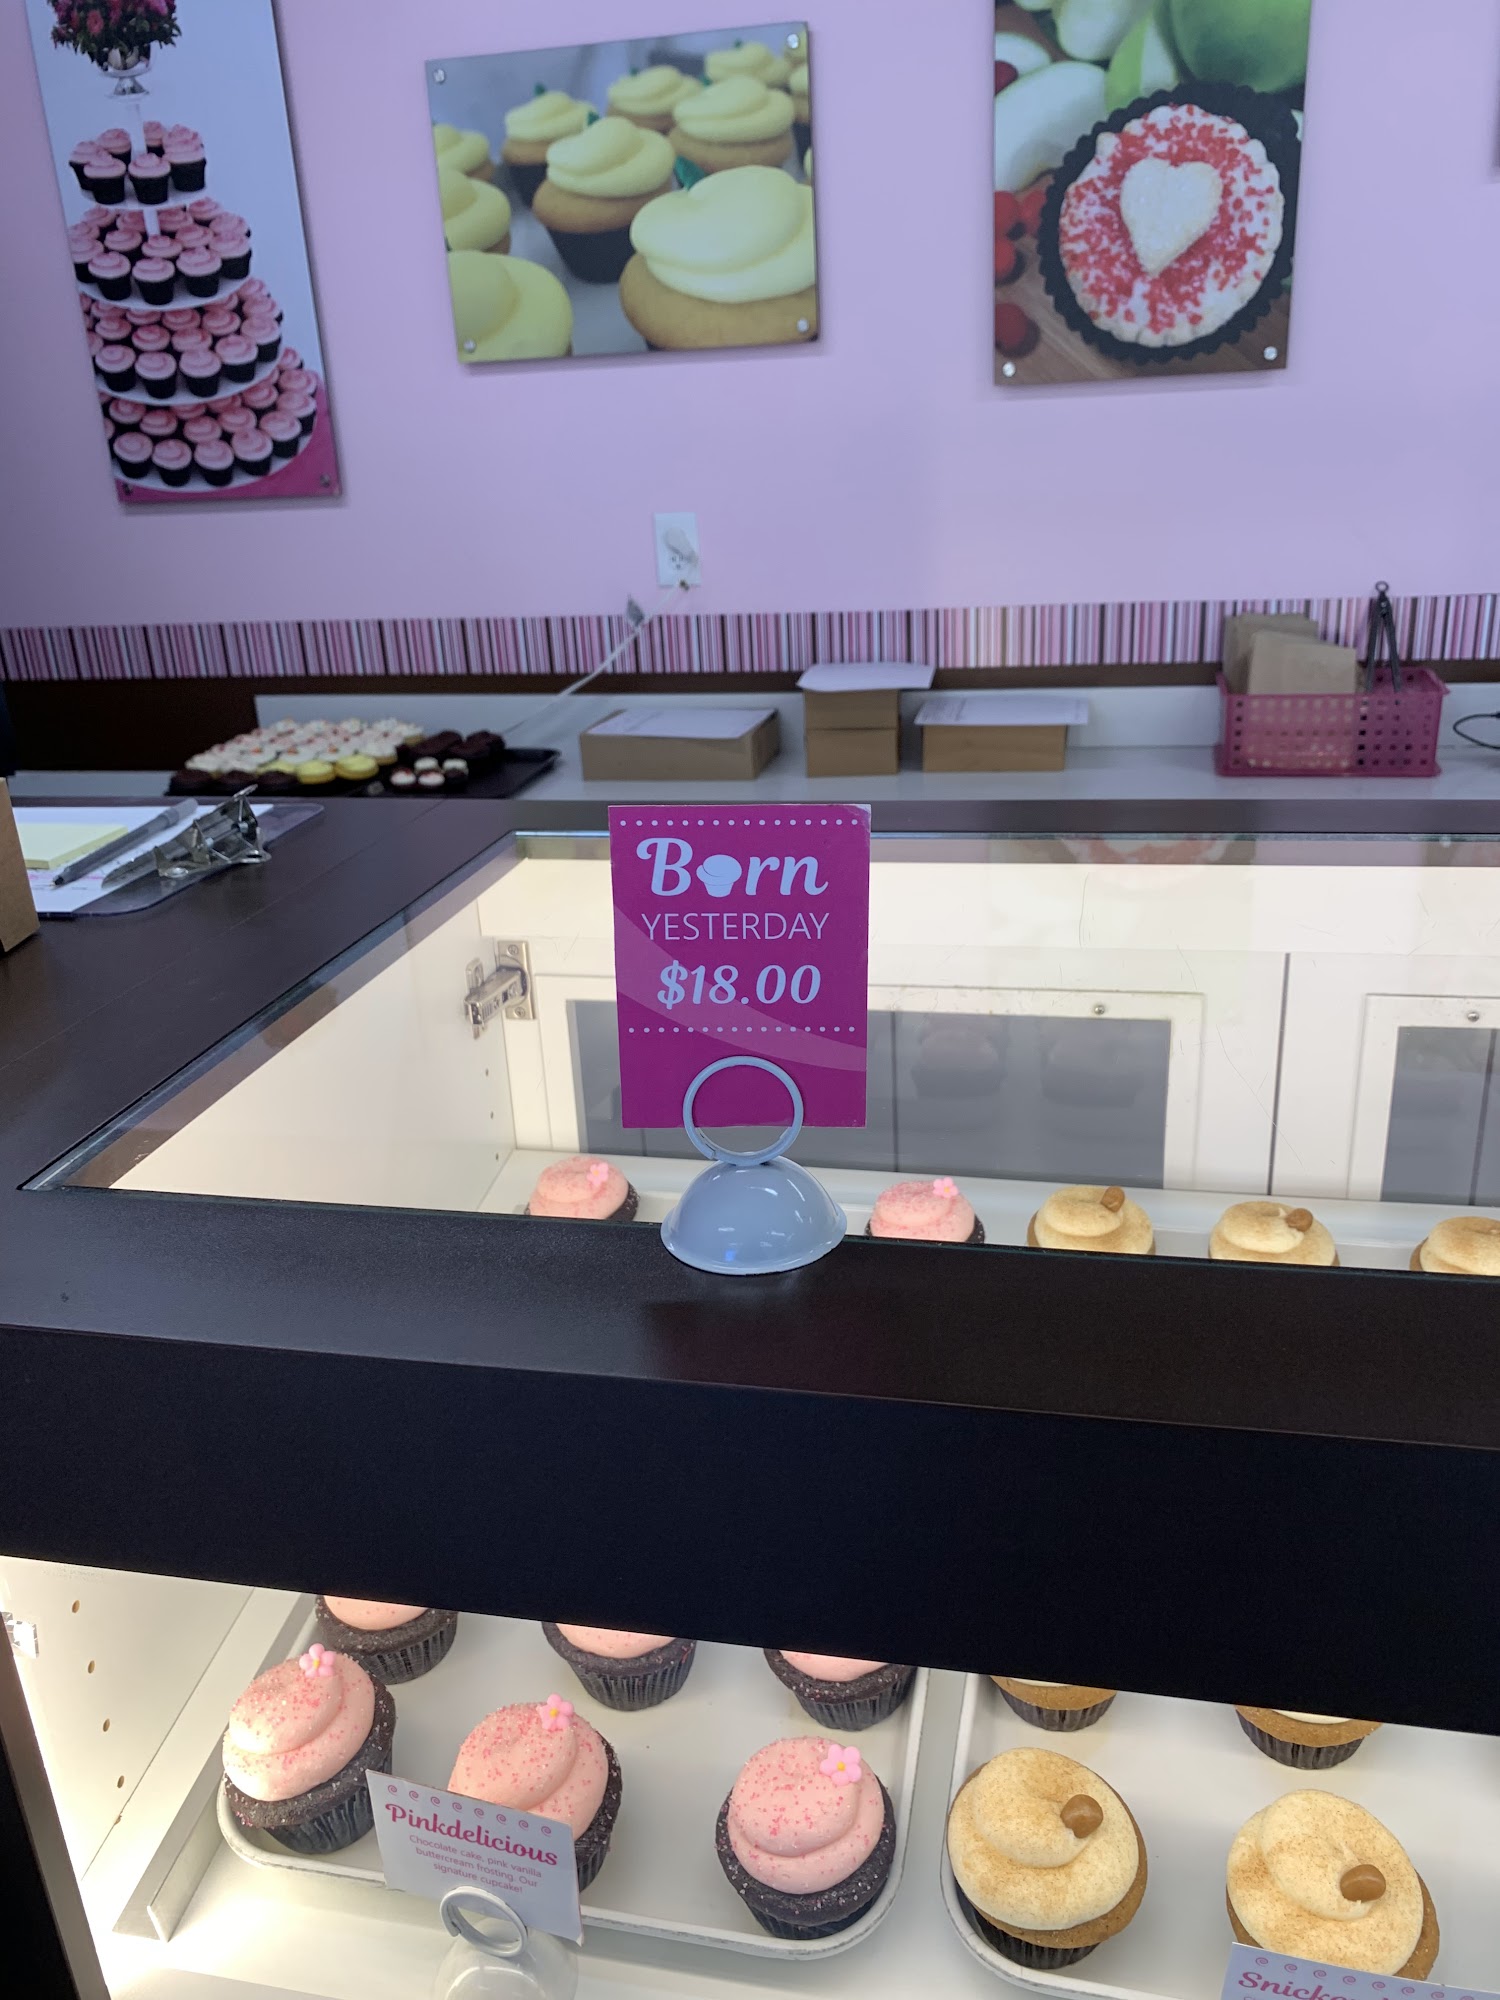 Born
YESTERDAY
$18.00
Pinkdelicious
Chocolate cake, pink vanilla
buttercream frosting. Our
signature cupcake!